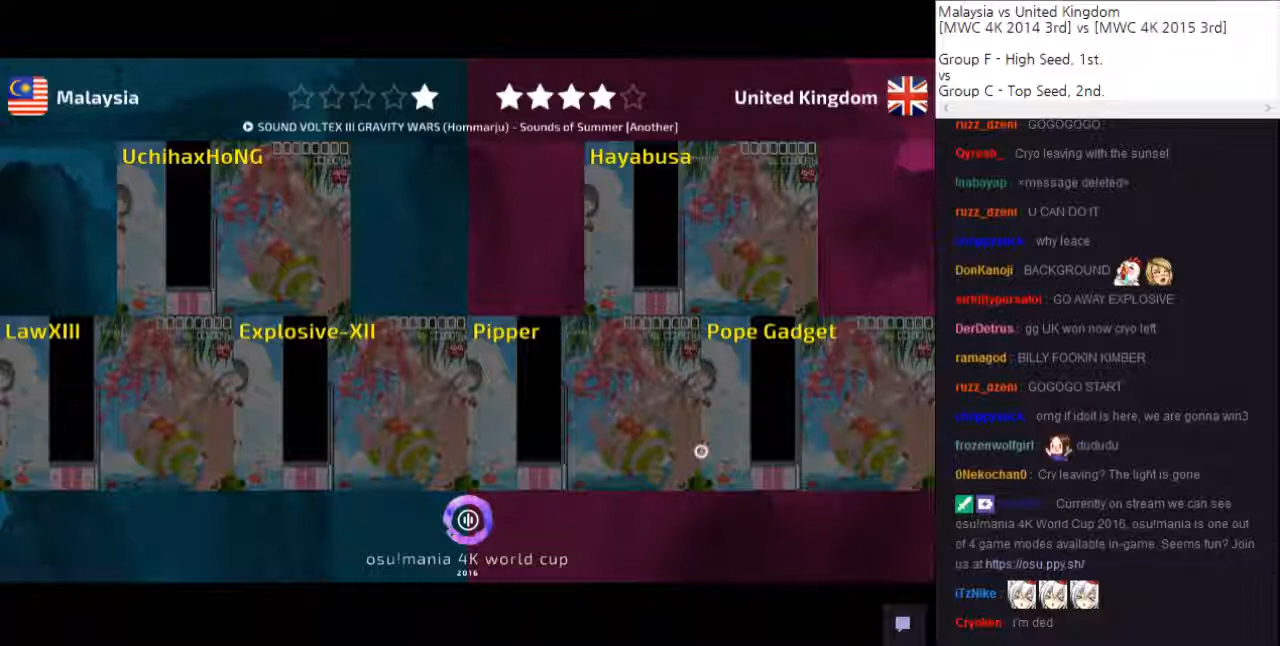 Malaysia vs United Kingdom
[MWC 4K 2014 3rd] vs [MWC 4K 2015 3rd]
Group F - High Seed, 1st.
vs
Group C - Top Seed, 2nd.
Malaysia
United Kingdom
SOUND VOLTEX III GRAVITY WARS (Hommarju) - Sounds of Summer [Another]
UchihaxHoNG
Hayabusa
LawXIII
Explosive-XII
Pipper
Pope Gadget
osu!mania 4K world cup
2016
ruzz_dzeni : GOGOGOGO
Cryo leaving with the sunset
Inabayap : <message deleted>
ruzz_dzeni : U CAN DO IT
why leace
DonKanoji : BACKGROUND
GO AWAY EXPLOSIVE
DerDetrus : gg UK won now cryo left
ramagod : BILLY FOOKIN KIMBER
ruzz_dzeni : GOGOGO START
omg if idoit is here, we are gonna win3
frozenwolfgirl : dududu
0Nekochan0 : Cry leaving? The light is gone
Currently on stream we can see
osu!mania 4K World Cup 2016. osu!mania is one out
of 4 game modes available in-game. Seems fun? Join
us at https://osu.ppy.sh/
iTzNike :
Cryolien : i'm ded